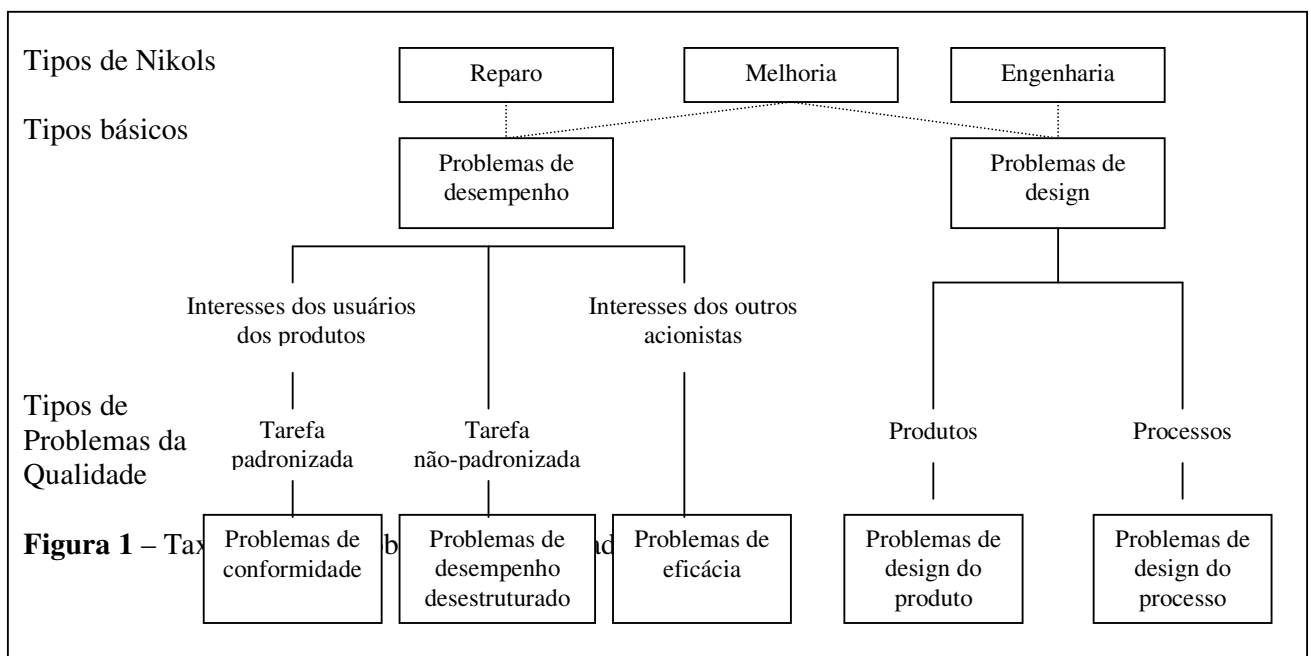 Tipos de Nikols
Reparo
Melhoria
Engenharia
Tipos básicos
Problemas de
desempenho
Problemas de
design
Interesses dos usuários
dos produtos
Interesses dos outros
acionistas
Tipos de
Problemas da
Qualidade
Tarefa
padronizada
Tarefa
não-padronizada
Produtos
Processos
Figura 1 –
Problemas de
conformidade
Problemas de
desempenho
desestruturado
Problemas de
eficácia
Problemas de
design do
produto
Problemas de
design do
processo